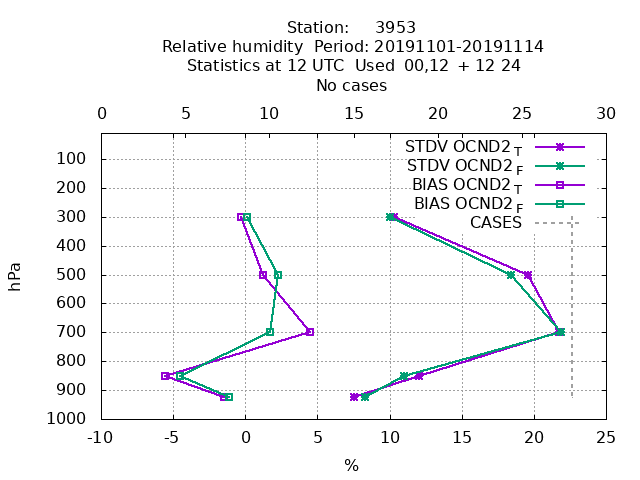 Station: 3953
Relative humidity Period: 20191101-20191114
Statistics at 12 UTC Used 00,12 + 12 24
No cases
0 5 10 15 20 25 30
STDV OCND2 T
STDV OCND2 F
BIAS OCND2 T
BIAS OCND2 F
CASES
100
200
300
400
500
600
700
800
900
1000
hPa
-10 -5 0 5 10 15 20 25
%